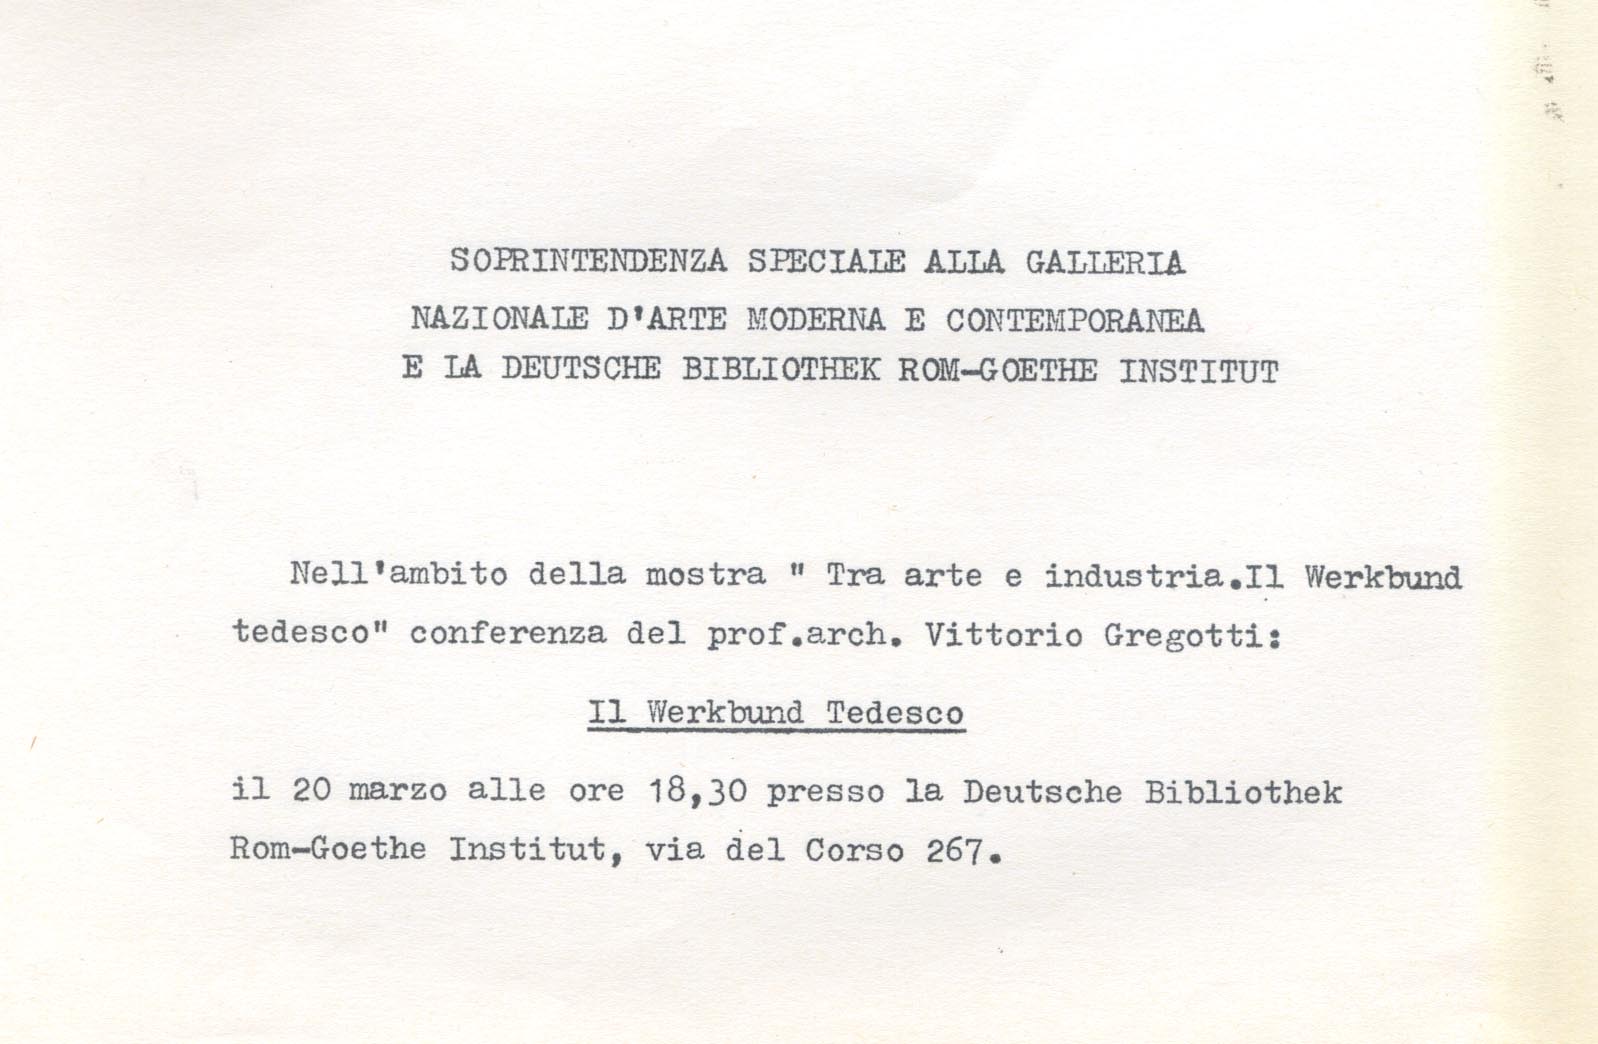 SOPRINTENDENZA SPECIALE ALLA GALLERIA
NAZIONALE D'ARTE MODERNA E CONTEMPORANEA
E LA DEUTSCHE BIBLIOTHEK ROM-GOETHE INSTITUT
Nell'ambito della mostra " Tra arte e industria.Il Werkbund
tedesco" conferenza del prof.arch. Vittorio Gregotti:
Il Werkbund Tedesco
il 20 marzo alle ore 18,30 presso la Deutsche Bibliothek
Rom-Goethe Institut, via del Corso 267.